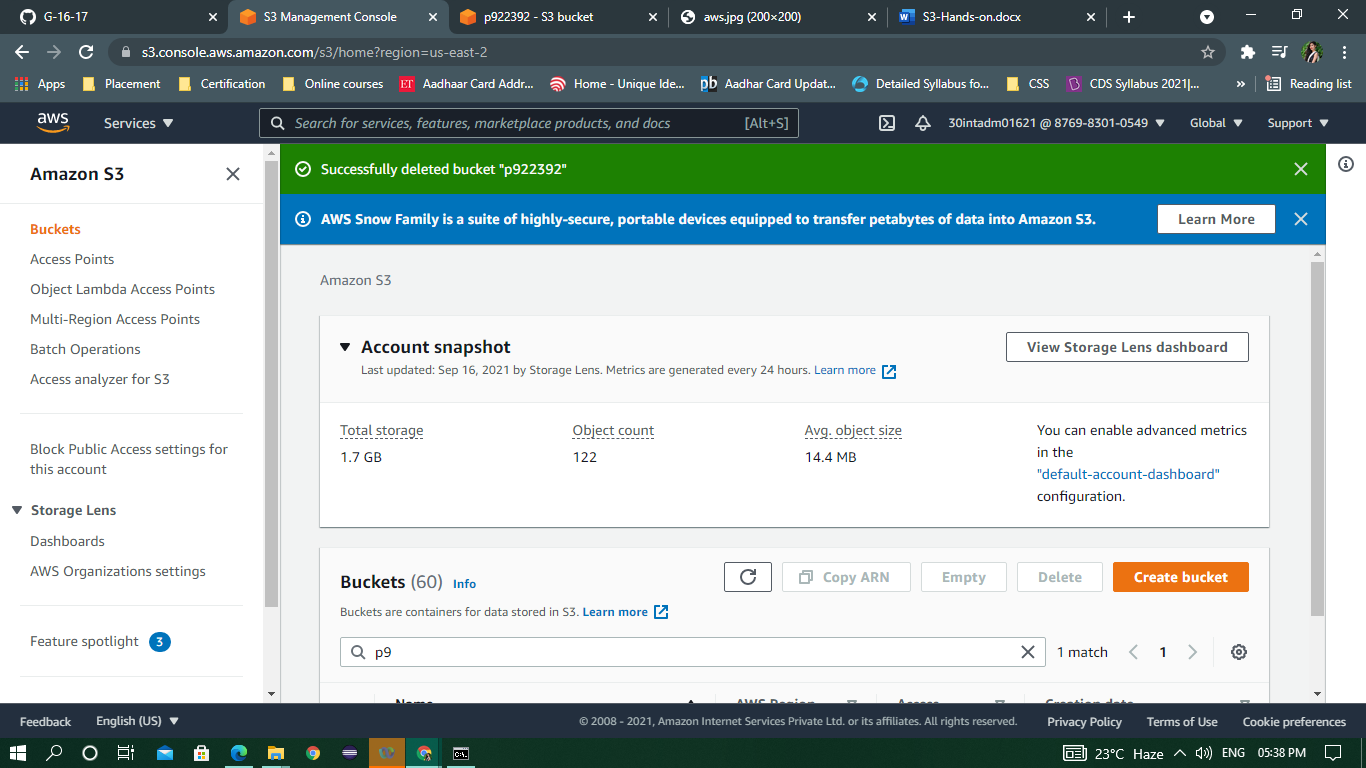 G-16-17
S3 Management Console
p922392 - S3 bucket
aws.jpg (200×200)
S3-Hands-on.docx
s3.console.aws.amazon.com/s3/home?region=us-east-2
Apps
Placement
Certification
Online courses
ET
Aadhaar Card Addr...
Home - Unique Ide...
pb
Aadhar Card Updat...
Detailed Syllabus fo...
CSS
CDS Syllabus 2021|...
»
Reading list
aws
Services
Search for services, features, marketplace products, and docs
[Alt+S]
30intadm01621 @ 8769-8301-0549
Global
Support
Amazon S3
Buckets
Access Points
Object Lambda Access Points
Multi-Region Access Points
Batch Operations
Access analyzer for S3
Block Public Access settings for
this account
Storage Lens
Dashboards
AWS Organizations settings
Feature spotlight
3
Successfully deleted bucket "p922392"
AWS Snow Family is a suite of highly-secure, portable devices equipped to transfer petabytes of data into Amazon S3.
Learn More
Amazon S3
Account snapshot
View Storage Lens dashboard
Last updated: Sep 16, 2021 by Storage Lens. Metrics are generated every 24 hours. Learn more
Total storage
1.7 GB
Object count
122
Avg. object size
14.4 MB
You can enable advanced metrics
in the
"default-account-dashboard"
configuration.
Buckets (60) Info
Copy ARN
Empty
Delete
Create bucket
Buckets are containers for data stored in S3. Learn more
p9
1 match
1
Name
AWS Region
Access
Creation date
Feedback
English (US)
© 2008 - 2021, Amazon Internet Services Private Ltd. or its affiliates. All rights reserved.
Privacy Policy
Terms of Use
Cookie preferences
23°C Haze
ENG
05:38 PM